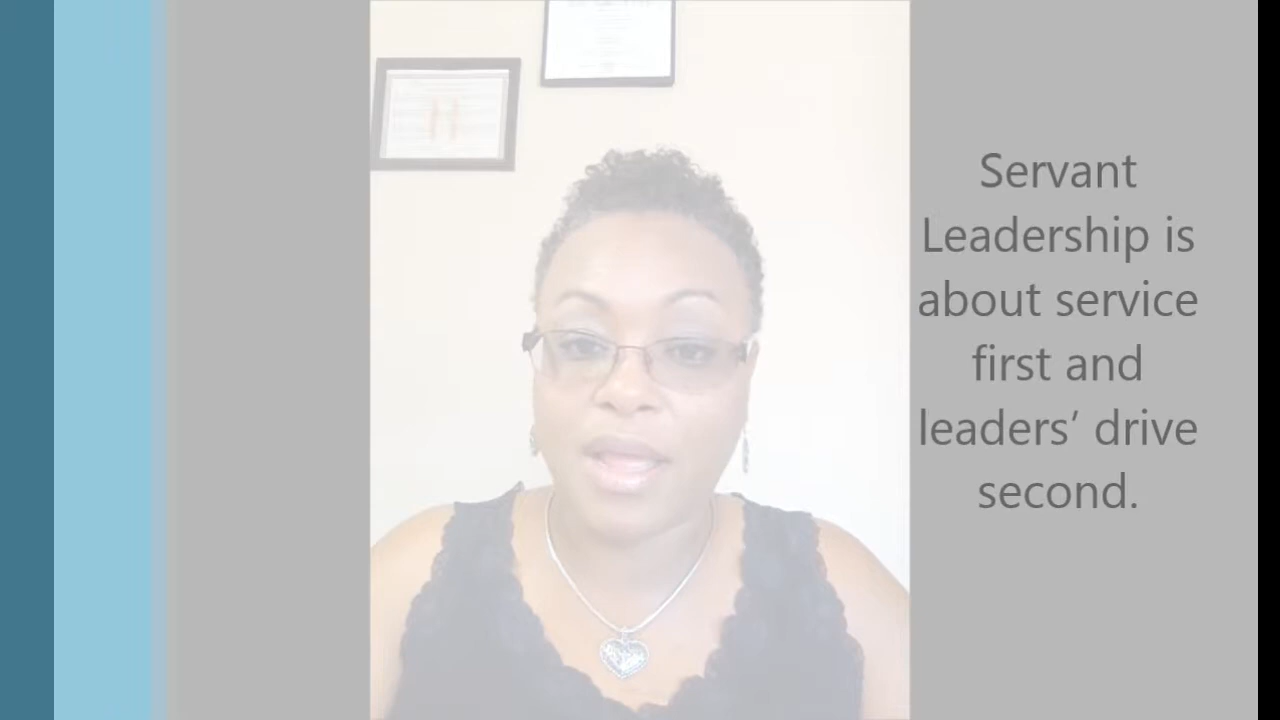 Servant
Leadership is
about service
first and
leaders’ drive
second.